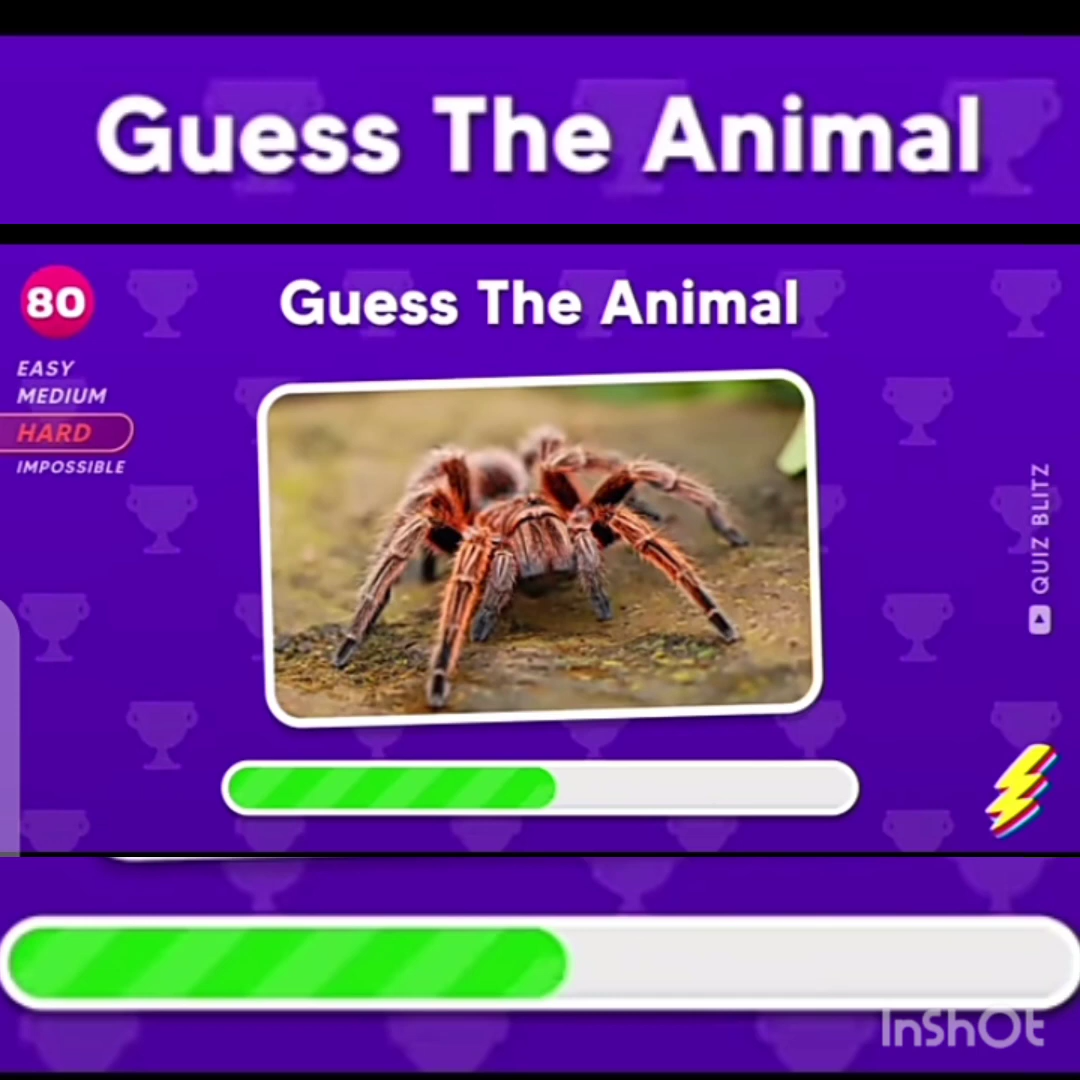 Guess The Animal
80
Guess The Animal
EASY
MEDIUM
HARD
IMPOSSIBLE
QUIZ BLITZ
InShOt